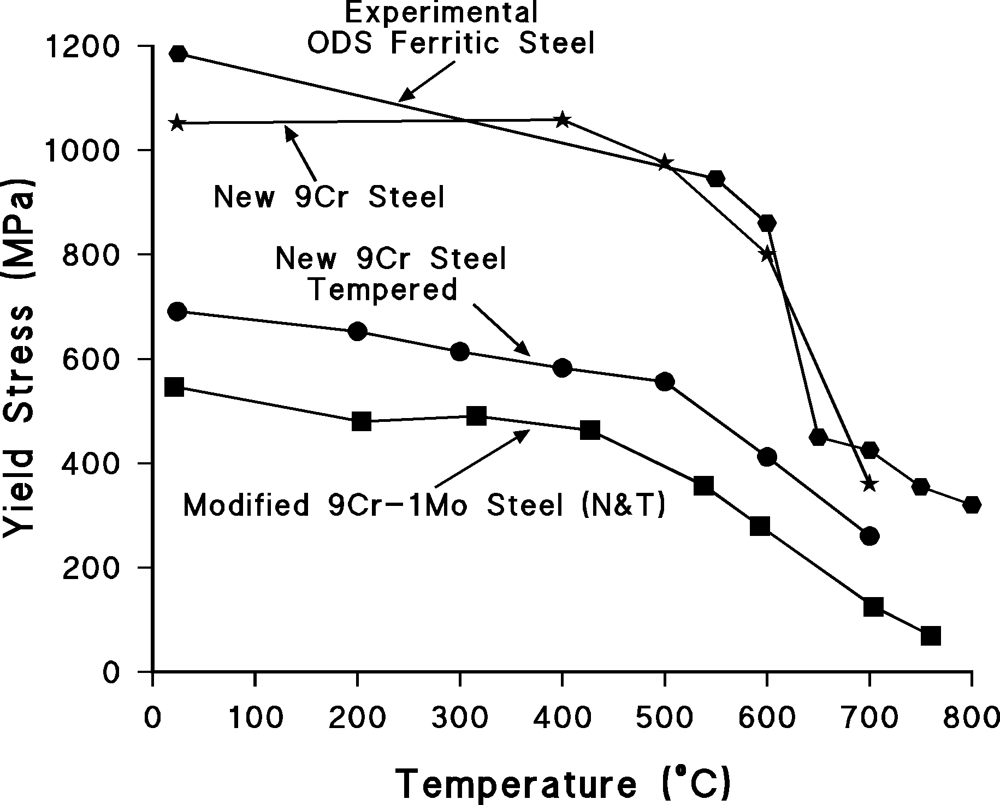 Experimental
ODS Ferritic Steel
New 9Cr Steel
New 9Cr Steel
Tempered
Modified 9Cr-1Mo Steel (N&T)
Yield Stress (MPa)
1200
1000
800
600
400
200
0
0 100 200 300 400 500 600 700 800
Temperature (°C)